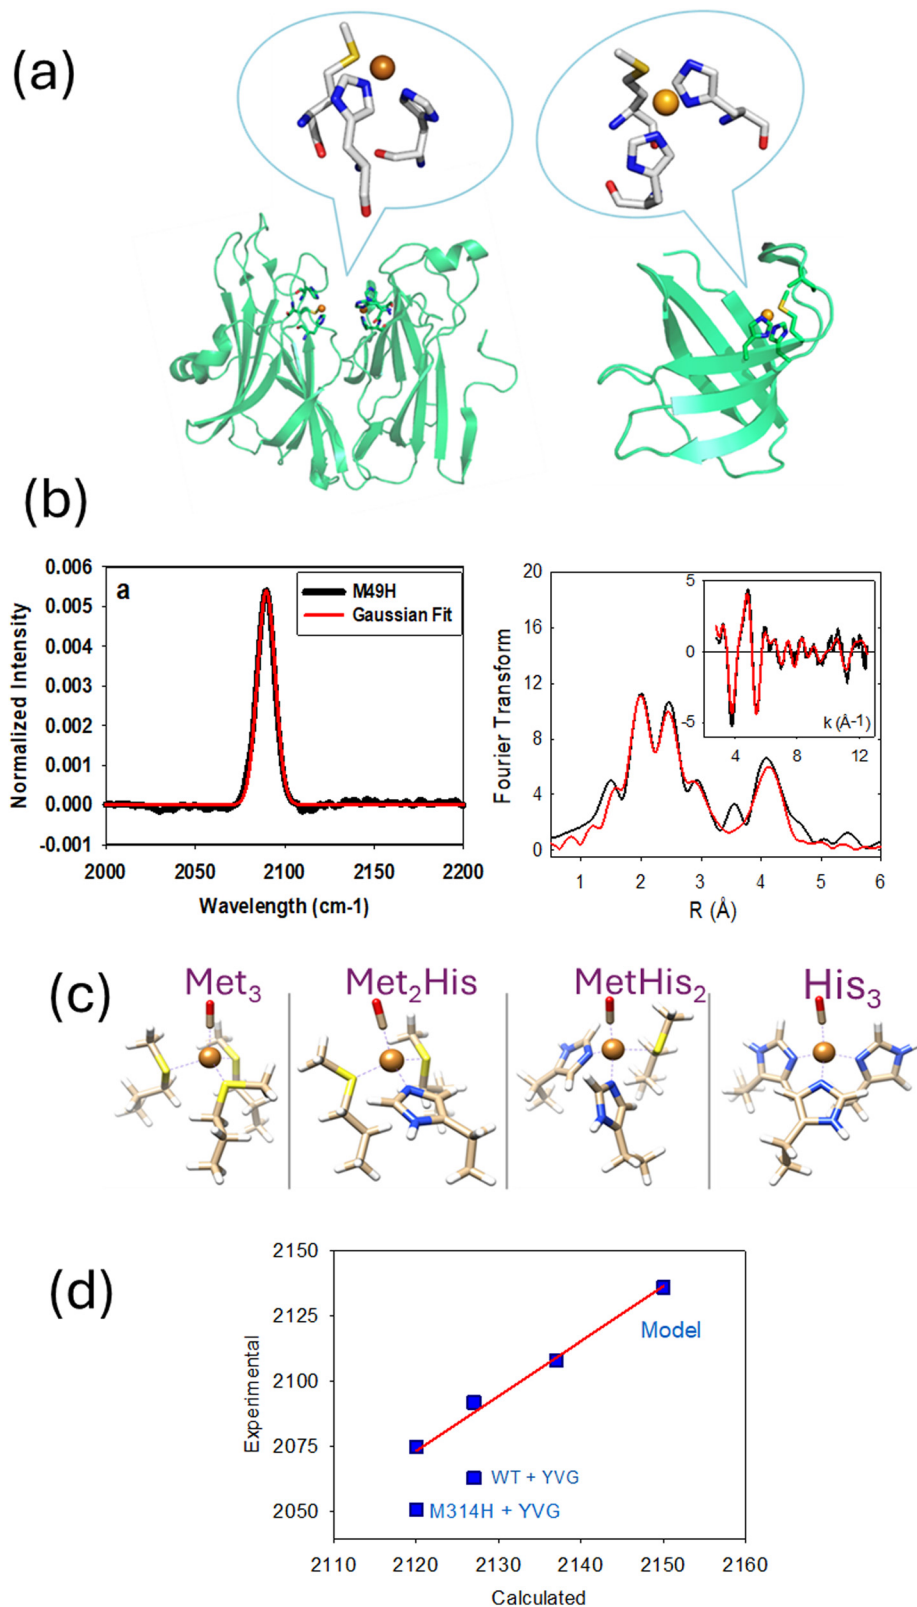 (a)
(b)
0.006
0.005
0.004
0.003
0.002
0.001
0.000
-0.001
Normalized Intensity
a
M49H
Gaussian Fit
2000 2050 2100 2150 2200
Wavelength (cm-1)
20
16
12
8
4
0
Fourier Transform
5
0
-5
k (Å-1)
4 8 12
1 2 3 4 5 6
R (Å)
(c)
Met3
Met2His
MetHis2
His3
(d)
2150
2125
2100
2075
2050
Experimental
Model
WT + YVG
M314H + YVG
2110 2120 2130 2140 2150 2160
Calculated